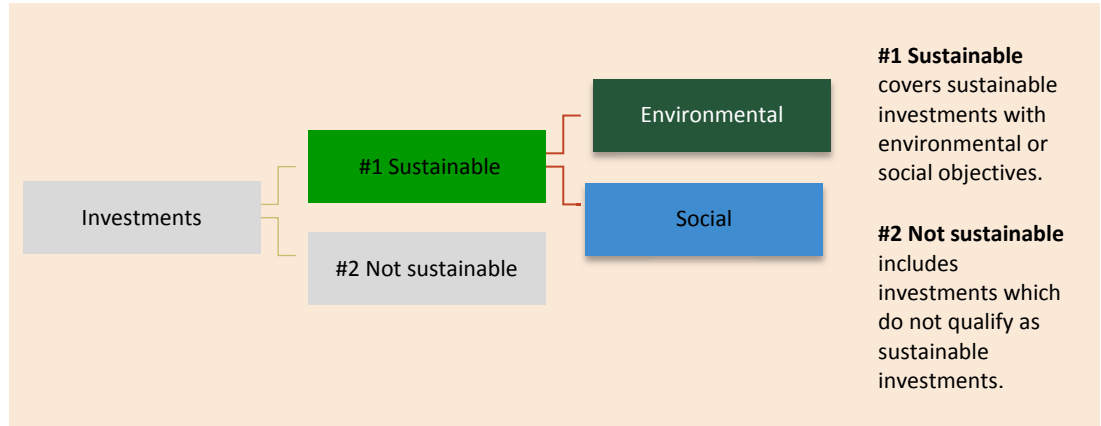 Investments
#1 Sustainable
#2 Not sustainable
Environmental
Social
#1 Sustainable
covers sustainable
investments with
environmental or
social objectives.
#2 Not sustainable
includes
investments which
do not qualify as
sustainable
investments.